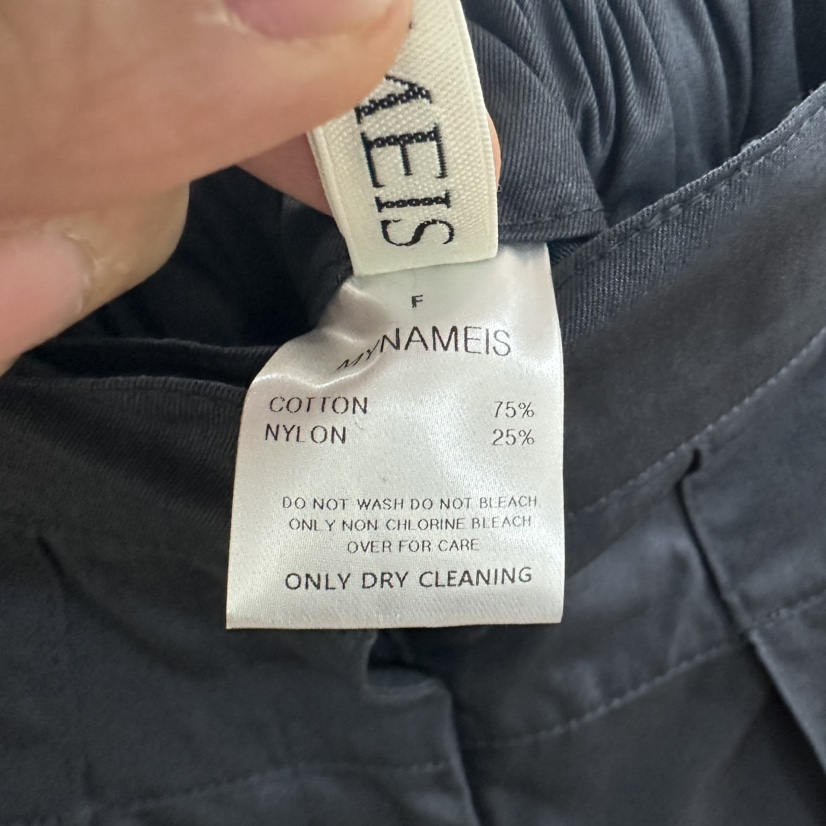 MEIS
F
MYNAMEIS
COTTON 75%
NYLON 25%
DO NOT WASH DO NOT BLEACH
ONLY NON CHLORINE BLEACH
OVER FOR CARE
ONLY DRY CLEANING